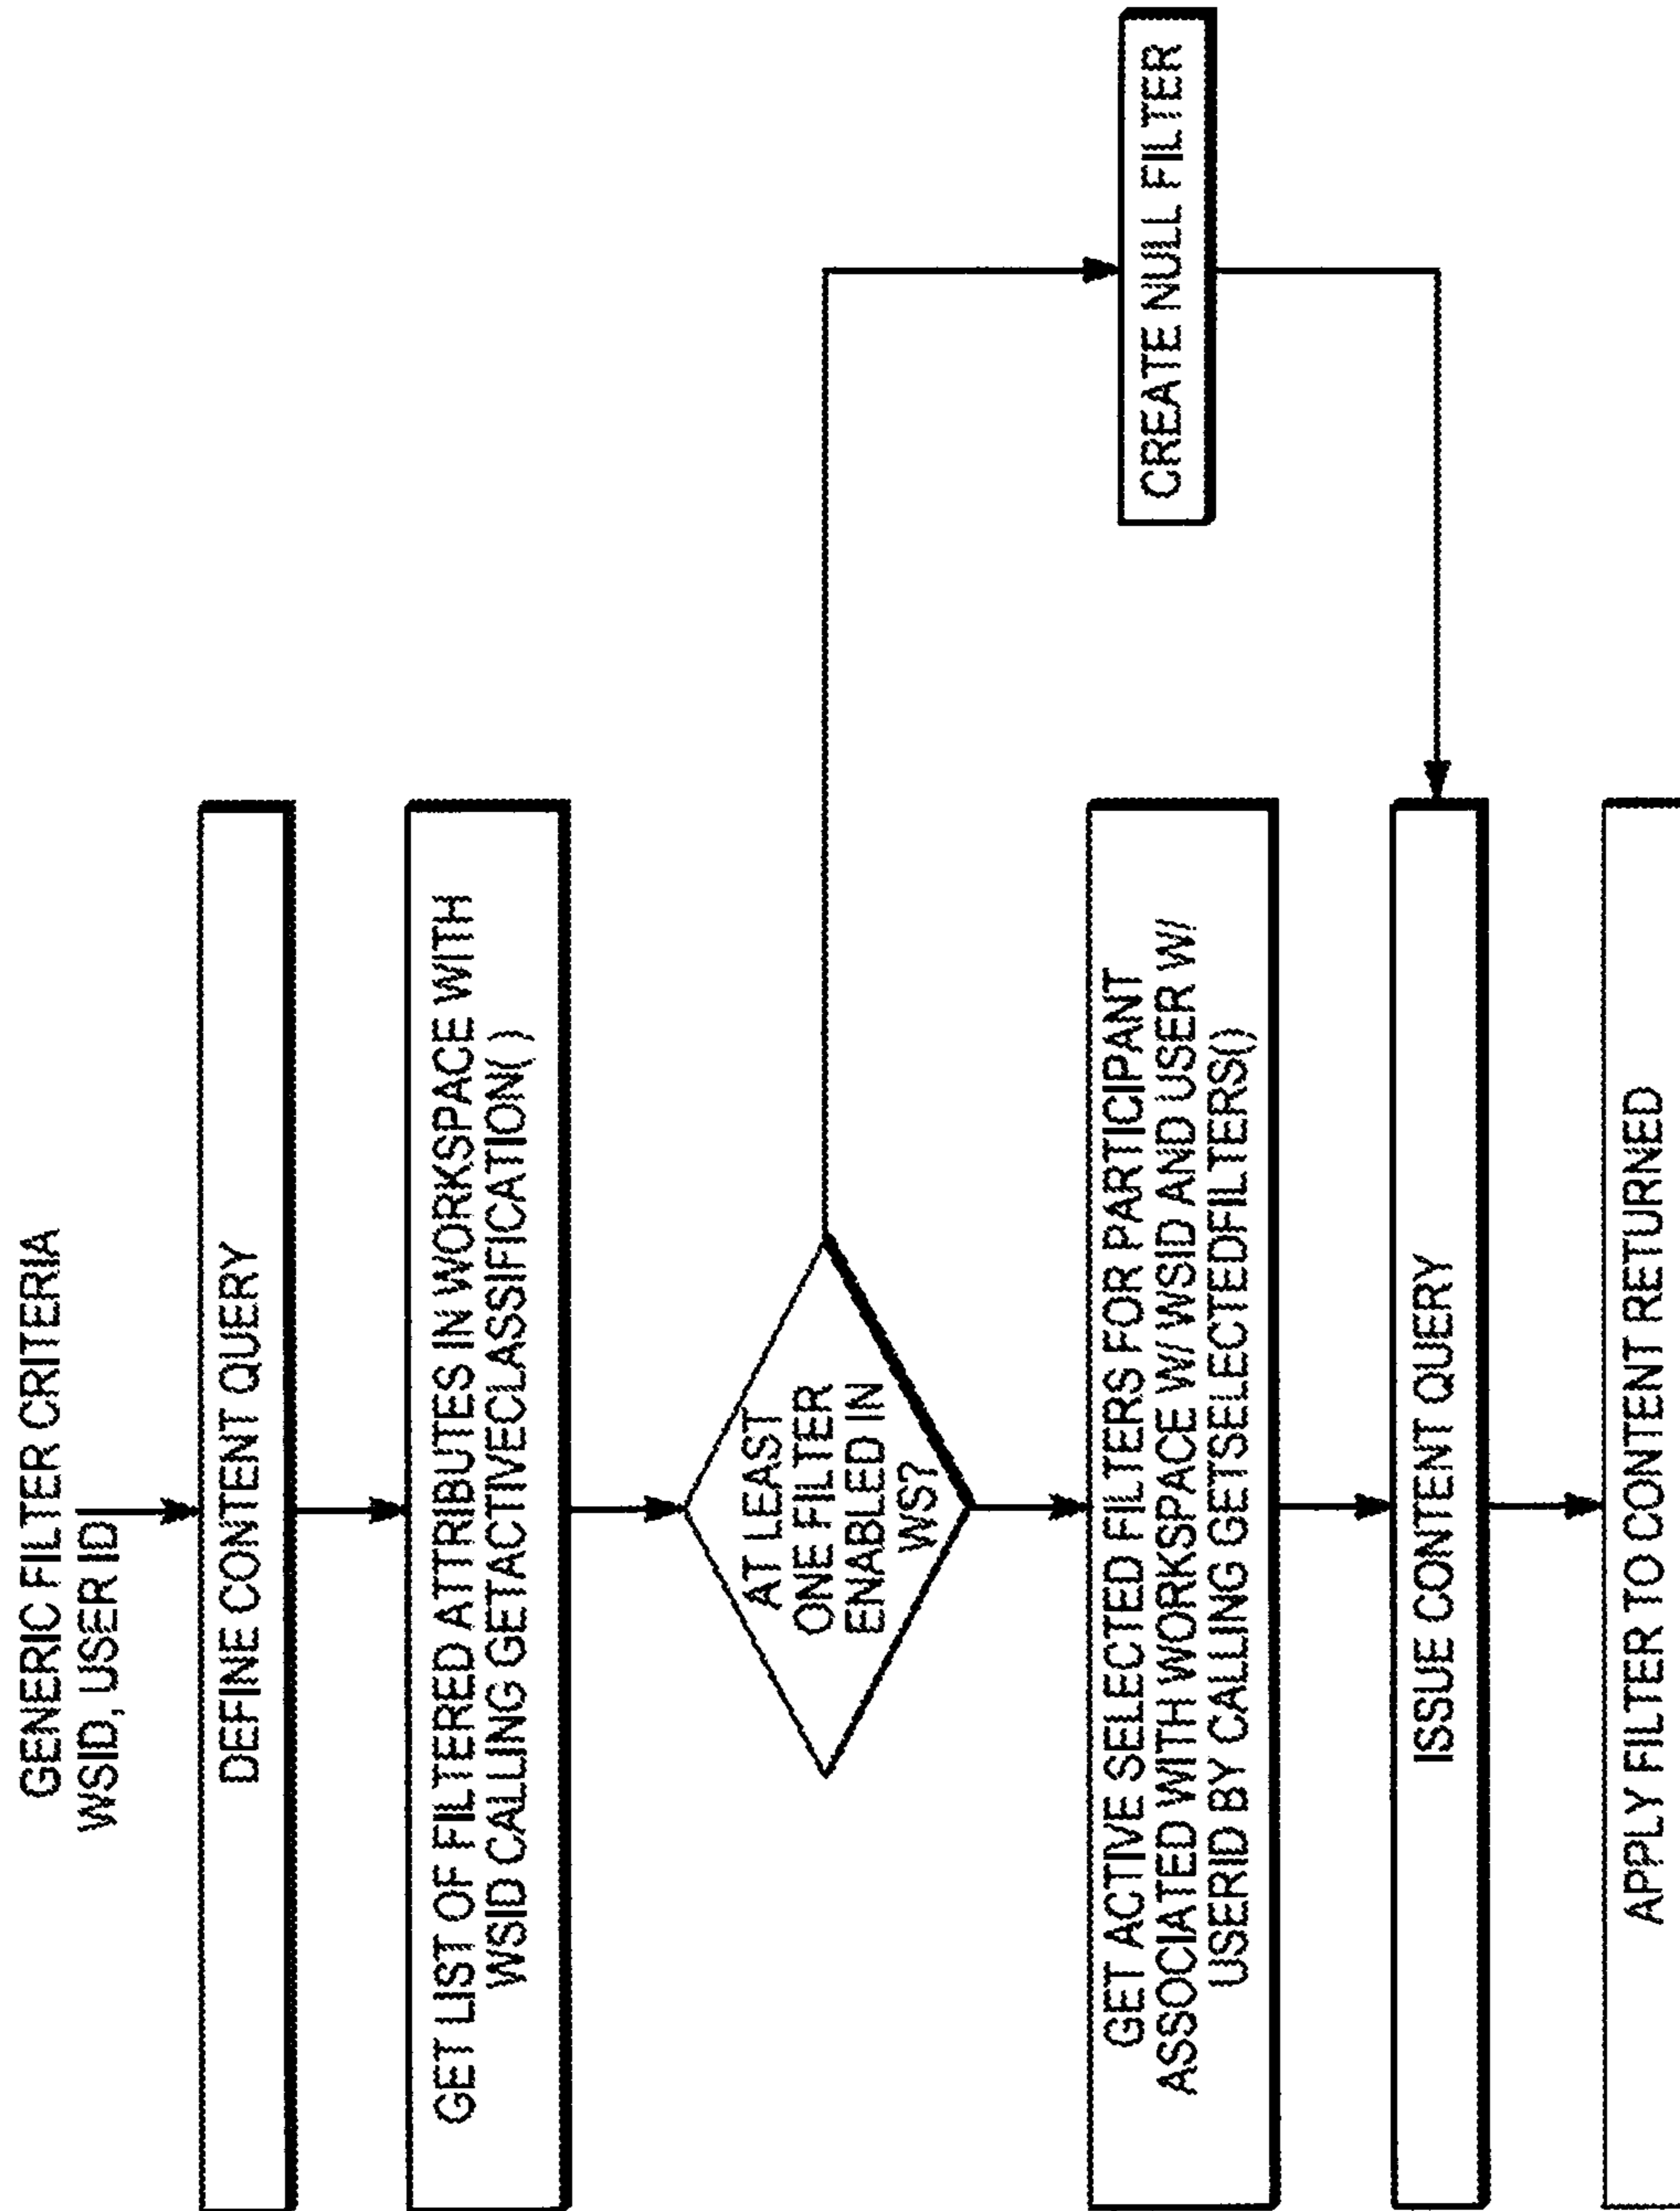 GENERIC FILTER CRITERIA
WSID, USER ID
DEFINE CONTENT QUERY
GET LIST OF FILTERED ATTRIBUTES IN WORKSPACE WITH
WSID CALLING GETACTIVECLASSIFICATION( )
AT LEAST
ONE FILTER
ENABLED IN
WS?
CREATE NULL FILTER
GET ACTIVE SELECTED FILTERS FOR PARTICIPANT
ASSOCIATED WITH WORKSPACE W/ WSID AND USER W/
USERID BY CALLING GETSELECTEDFILTERS()
ISSUE CONTENT QUERY
APPLY FILTER TO CONTENT RETURNED